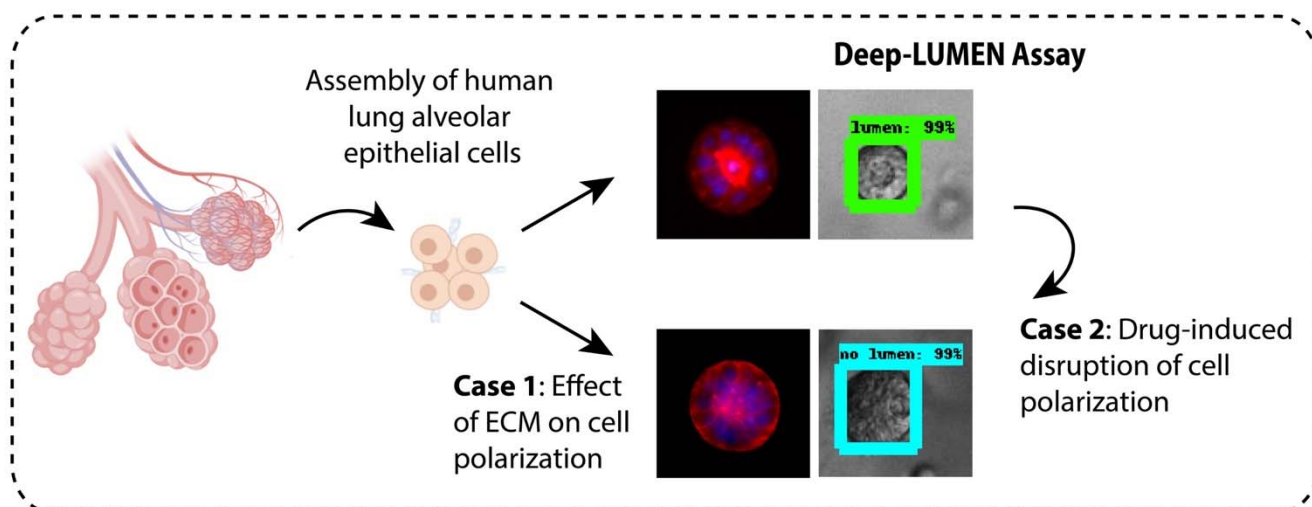 Deep-LUMEN Assay
Assembly of human
lung alveolar
epithelial cells
lumen: 99%
no lumen: 99%
Case 1: Effect
of ECM on cell
polarization
Case 2: Drug-induced
disruption of cell
polarization